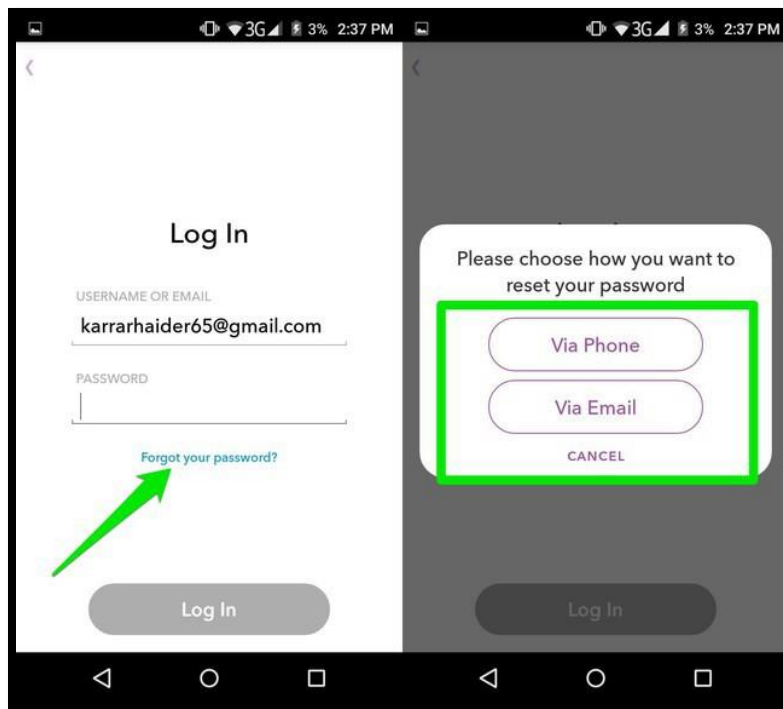 3G 3% 2:37 PM
Log In
USERNAME OR EMAIL
karrarhaider65@gmail.com
PASSWORD
Forgot your password?
Log In
3G 3% 2:37 PM
Please choose how you want to
reset your password
Via Phone
Via Email
CANCEL
Log In